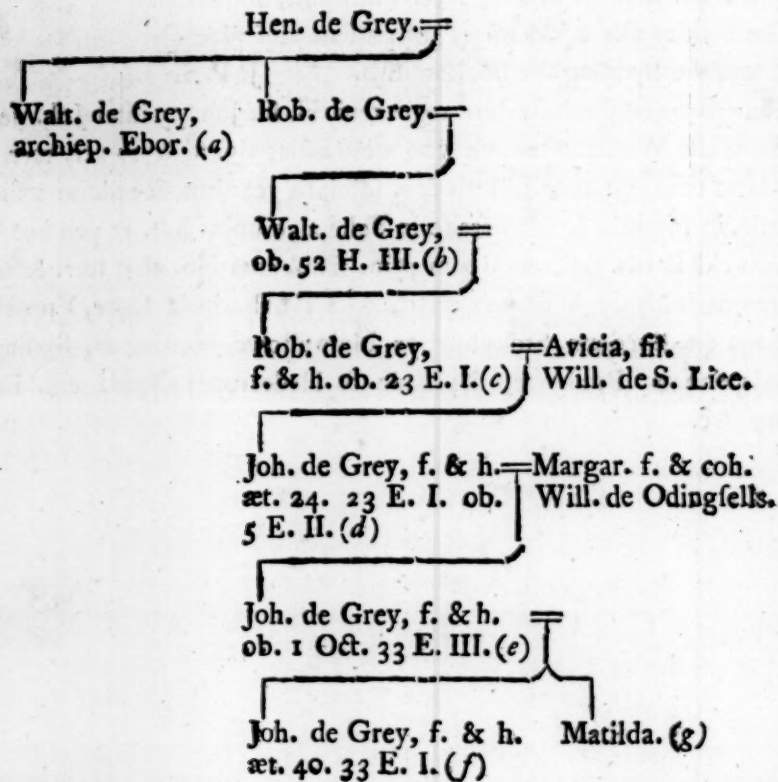 Hen. de Grey.
Walt. de Grey,
archiep. Ebor. (a)
Rob. de Grey.
Walt. de Grey,
ob. 52 H. III. (b)
Rob. de Grey,
f. & h. ob. 23 E. I. (c)
Avicia, fil.
Will. de S. Lice.
Joh. de Grey, f. & h.
æt. 24. 23 E. I. ob.
5 E. II. (d)
Margar. f. & coh.
Will. de Odingſells.
Joh. de Grey, f. & h.
ob. 1 Oct. 33 E. III. (e)
Joh. de Grey, f. & h.
æt. 40. 33 E. I. (f)
Matilda. (g)